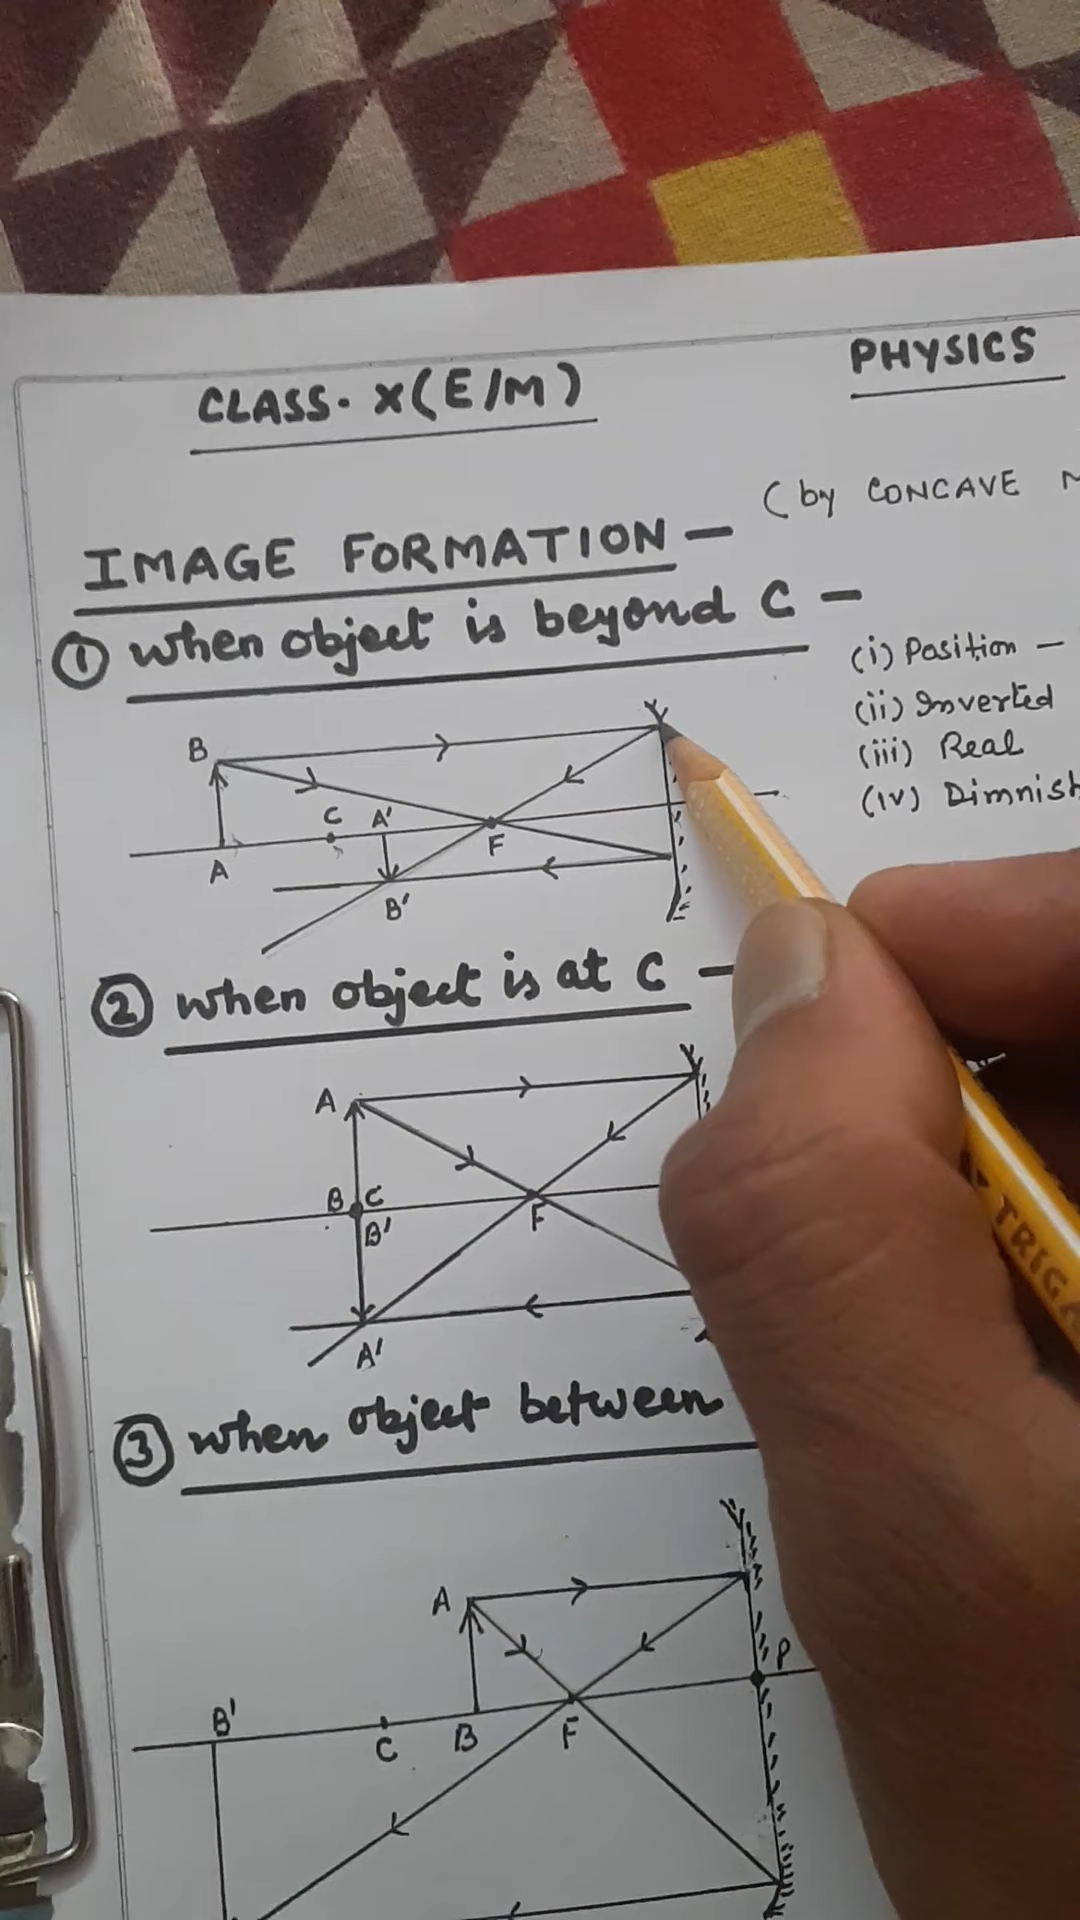 CLASS. X (E/M)
PHYSICS
(by CONCAVE
IMAGE FORMATION -
① when object is beyond C -
(i) Position -
(ii) Inverted
(iii) Real
(iv) Dimnish
B
C A'
A
F
B'
② when object is at C -
A
B C
B'
F
A'
③ when object between
A
P
B'
C
B
F
TRIGA